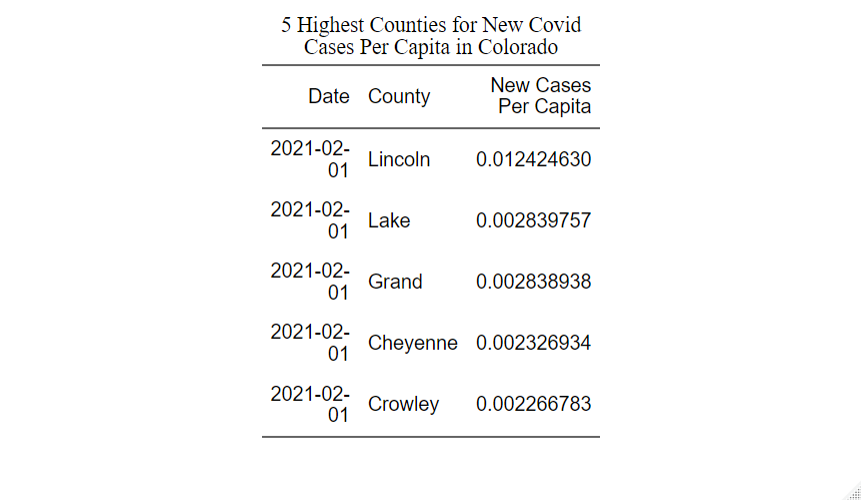 5 Highest Counties for New Covid
Cases Per Capita in Colorado
Date County New Cases
Per Capita
2021-02-
01 Lincoln 0.012424630
2021-02-
01 Lake 0.002839757
2021-02-
01 Grand 0.002838938
2021-02-
01 Cheyenne 0.002326934
2021-02-
01 Crowley 0.002266783